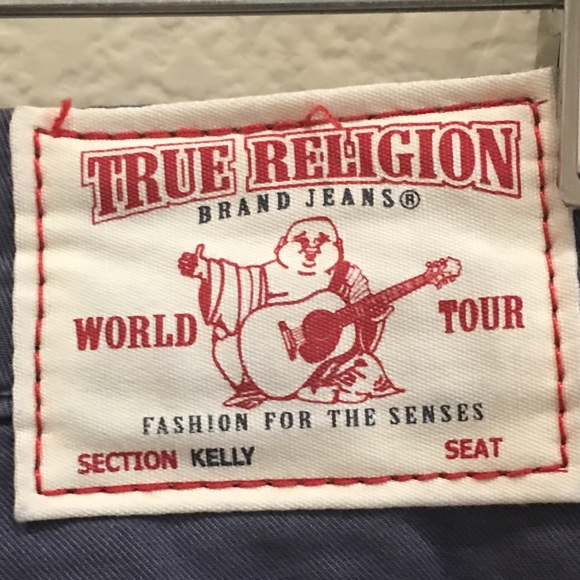 TRUE RELIGION
BRAND JEANS®
WORLD TOUR
FASHION FOR THE SENSES
SECTION KELLY SEAT